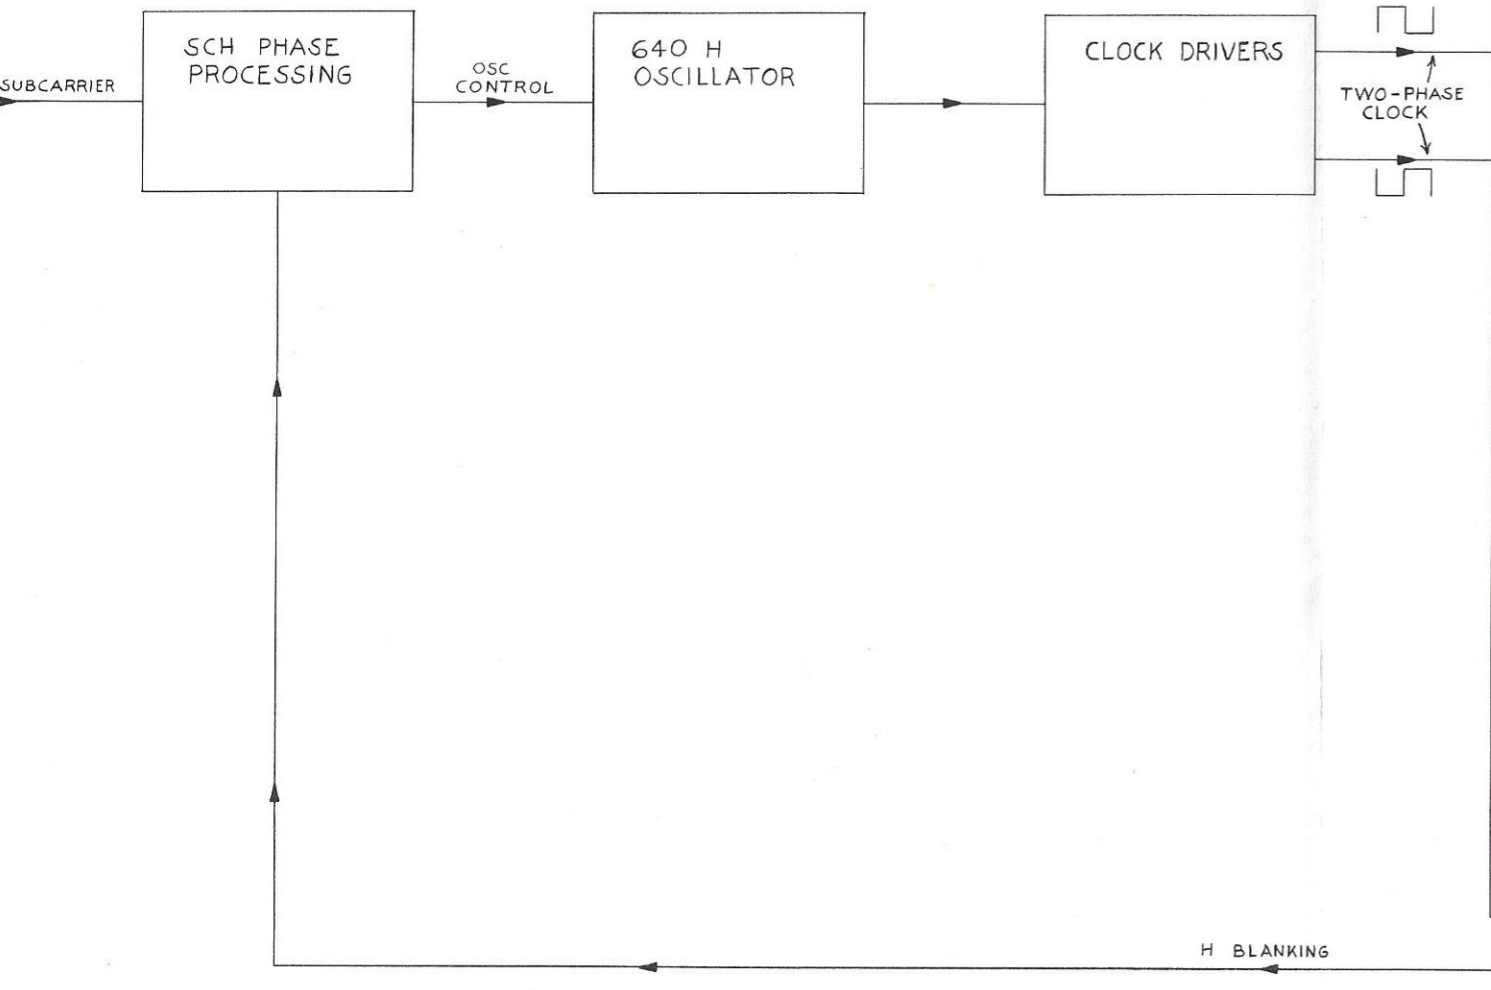 SCH PHASE
PROCESSING
640 H
OSCILLATOR
CLOCK DRIVERS
SUBCARRIER
OSC
CONTROL
TWO-PHASE
CLOCK
H BLANKING